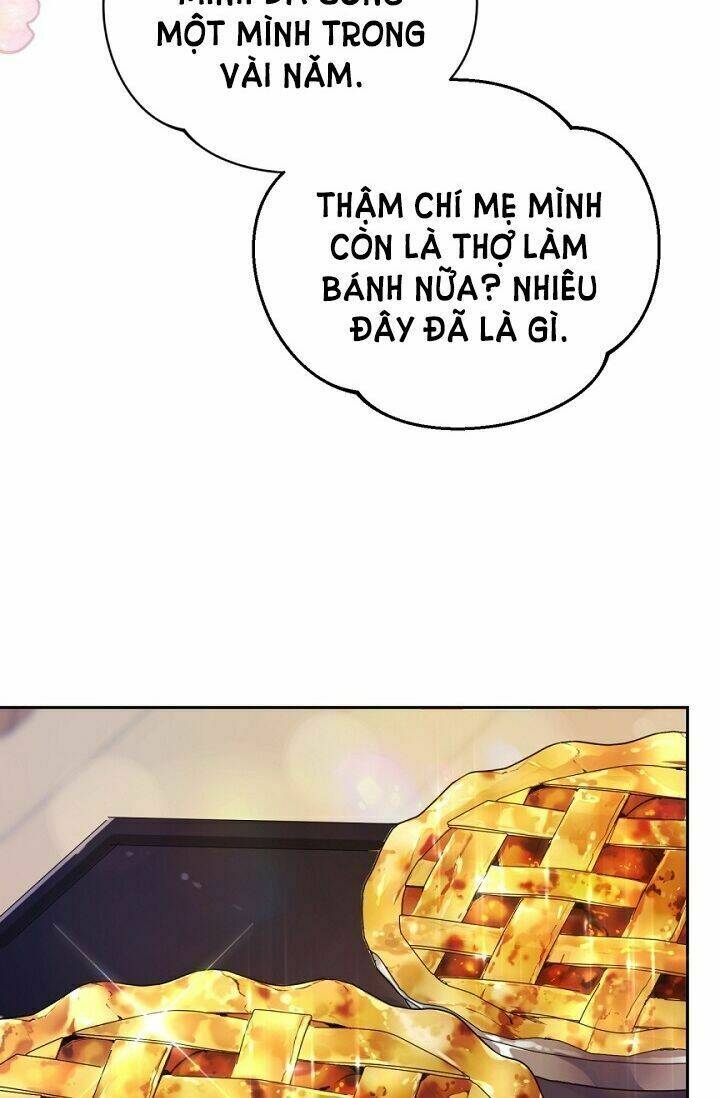 MỘT MÌNH TRONG
VÀI NĂM.
THẬM CHÍ MẸ MÌNH
CÒN LÀ THỢ LÀM
BÁNH NỮA? NHIÊU
ĐÂY ĐÃ LÀ GÌ.